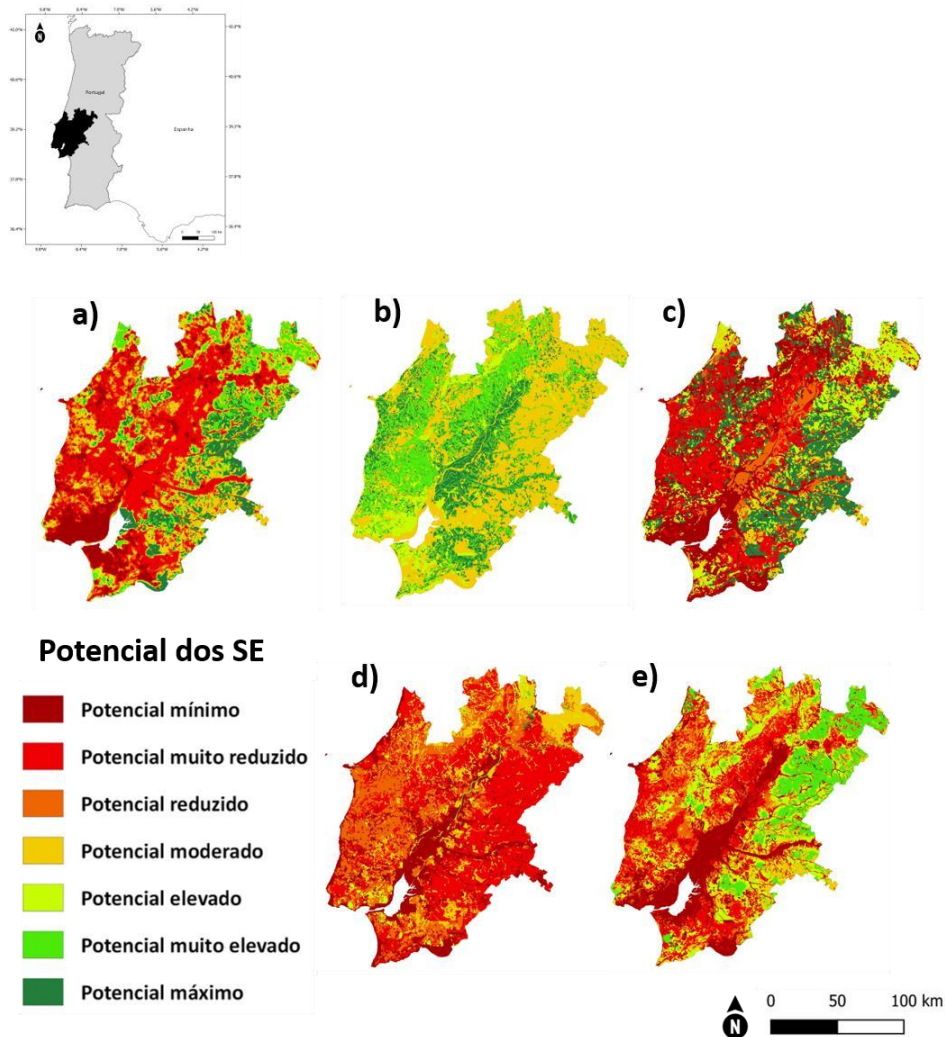 N
Portugal
Espanha
a)
b)
c)
Potencial dos SE
d)
e)
Potencial mínimo
Potencial muito reduzido
Potencial reduzido
Potencial moderado
Potencial elevado
Potencial muito elevado
Potencial máximo
N
0 50 100 km